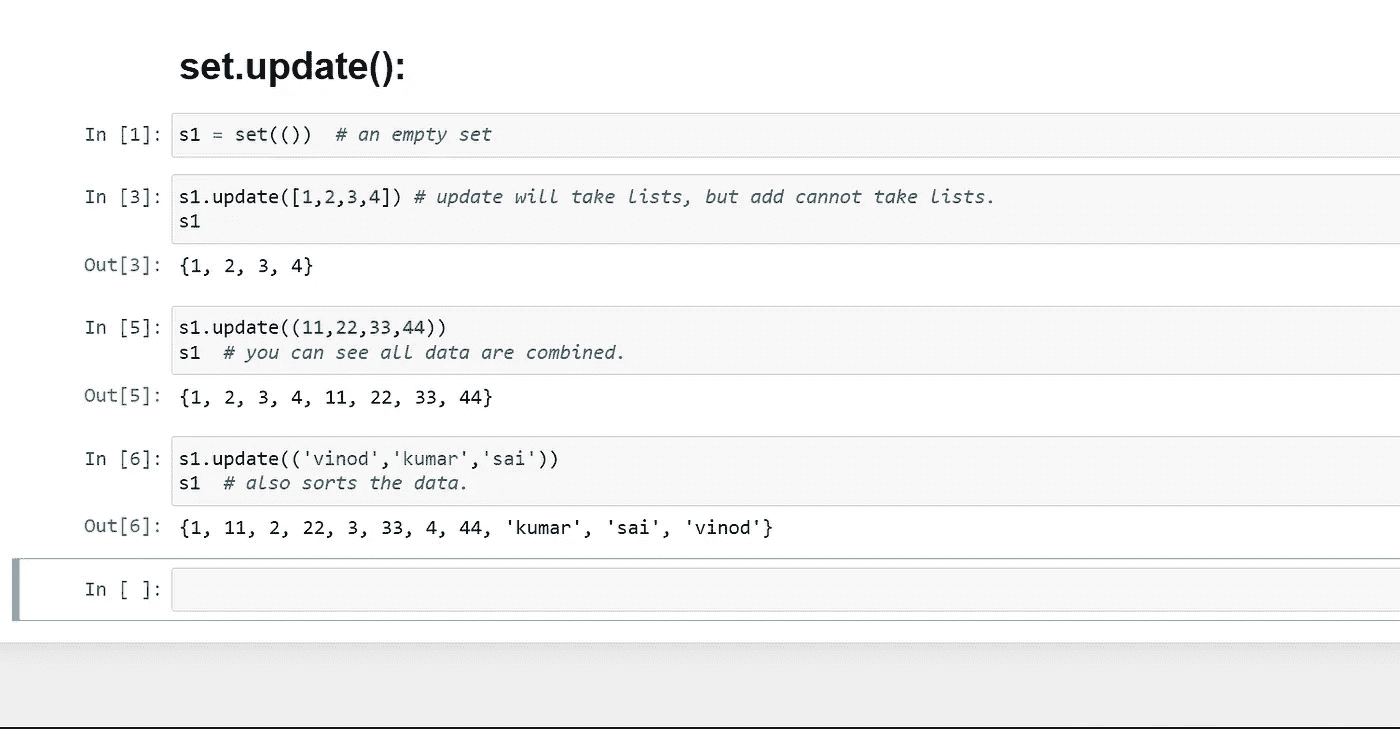 set.update():
In [1]: s1 = set(())  # an empty set
In [3]: s1.update([1,2,3,4]) # update will take lists, but add cannot take lists.
s1
Out[3]: {1, 2, 3, 4}
In [5]: s1.update((11,22,33,44))
s1  # you can see all data are combined.
Out[5]: {1, 2, 3, 4, 11, 22, 33, 44}
In [6]: s1.update(('vinod','kumar','sai'))
s1  # also sorts the data.
Out[6]: {1, 11, 2, 22, 3, 33, 4, 44, 'kumar', 'sai', 'vinod'}
In [ ]: